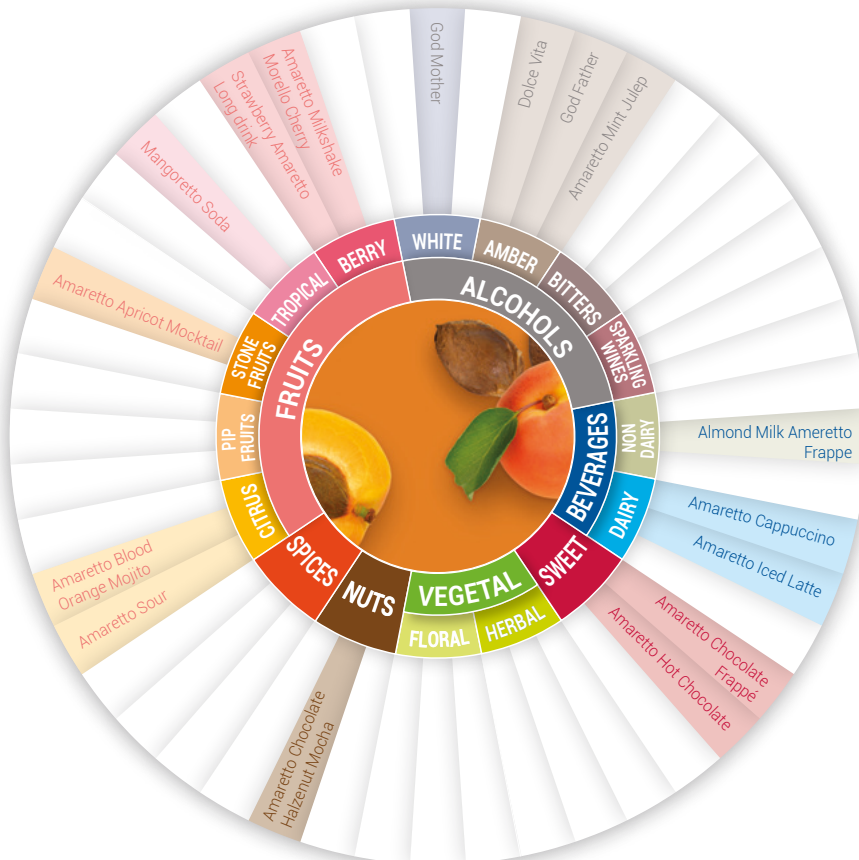 God Mother
Dolce Vita
God Father
Amaretto Mint Julep
Almond Milk Ameretto
Frappe
Amaretto Cappuccino
Amaretto Iced Latte
Amaretto Chocolate
Frappé
Amaretto Hot Chocolate
Amaretto Chocolate
Halzenut Mocha
Amaretto Sour
Amaretto Blood
Orange Mojito
Amaretto Apricot Mocktail
Mangoretto Soda
Strawberry Amaretto
Long drink
Amaretto Milkshake
Morello Cherry
WHITE
AMBER
BITTERS
SPARKLING
WINES
NON
DAIRY
DAIRY
SWEET
HERBAL
FLORAL
NUTS
SPICES
CITRUS
PIP
FRUITS
STONE
FRUITS
TROPICAL
BERRY
ALCOHOLS
BEVERAGES
VEGETAL
FRUITS